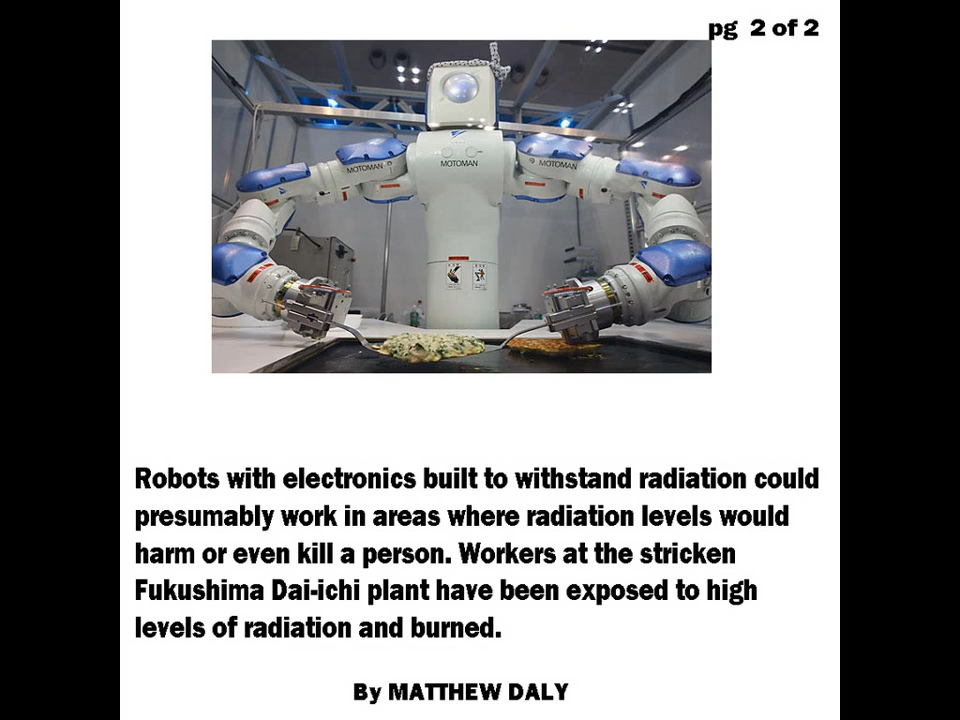 pg 2 of 2
MOTOMAN
MOTOMAN
MOTOMAN
Robots with electronics built to withstand radiation could
presumably work in areas where radiation levels would
harm or even kill a person. Workers at the stricken
Fukushima Dai-ichi plant have been exposed to high
levels of radiation and burned.
By MATTHEW DALY